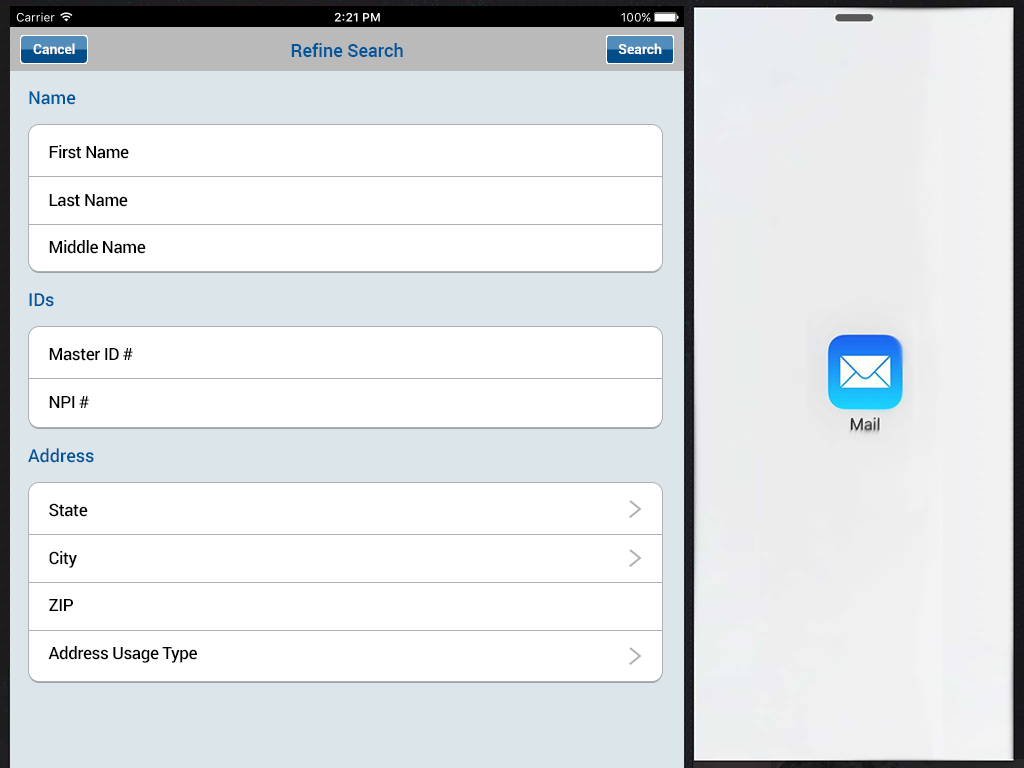 Carrier 2:21 PM 100%
Cancel Refine Search Search
Name
First Name
Last Name
Middle Name
IDs
Master ID #
NPI #
Address
State
City
ZIP
Address Usage Type
Mail